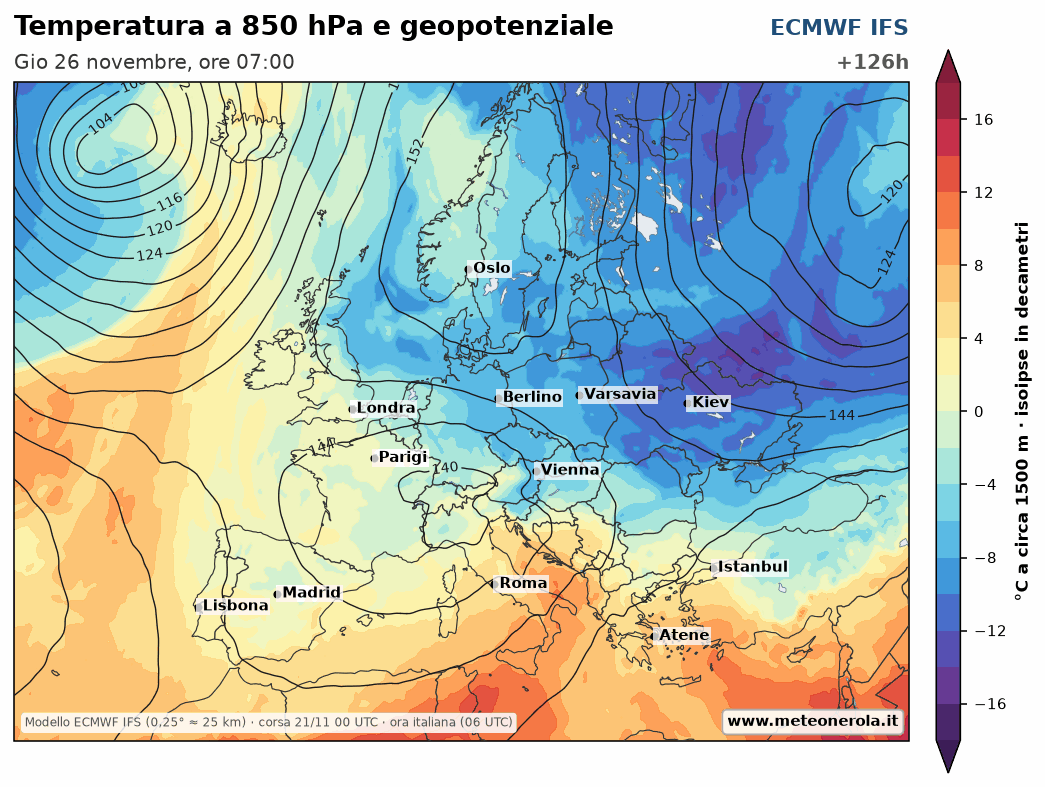 Temperatura a 850 hPa e geopotenziale
ECMWF IFS
Gio 26 novembre, ore 07:00
+126h
104
116
120
124
152
120
124
144
140
Oslo
Berlino
Varsavia
Kiev
Londra
Parigi
Vienna
Istanbul
Roma
Madrid
Lisbona
Atene
16
12
8
4
0
−4
−8
−12
−16
°C a circa 1500 m · isoipse in decametri
Modello ECMWF IFS (0,25° ≈ 25 km) · corsa 21/11 00 UTC · ora italiana (06 UTC)
www.meteonerola.it